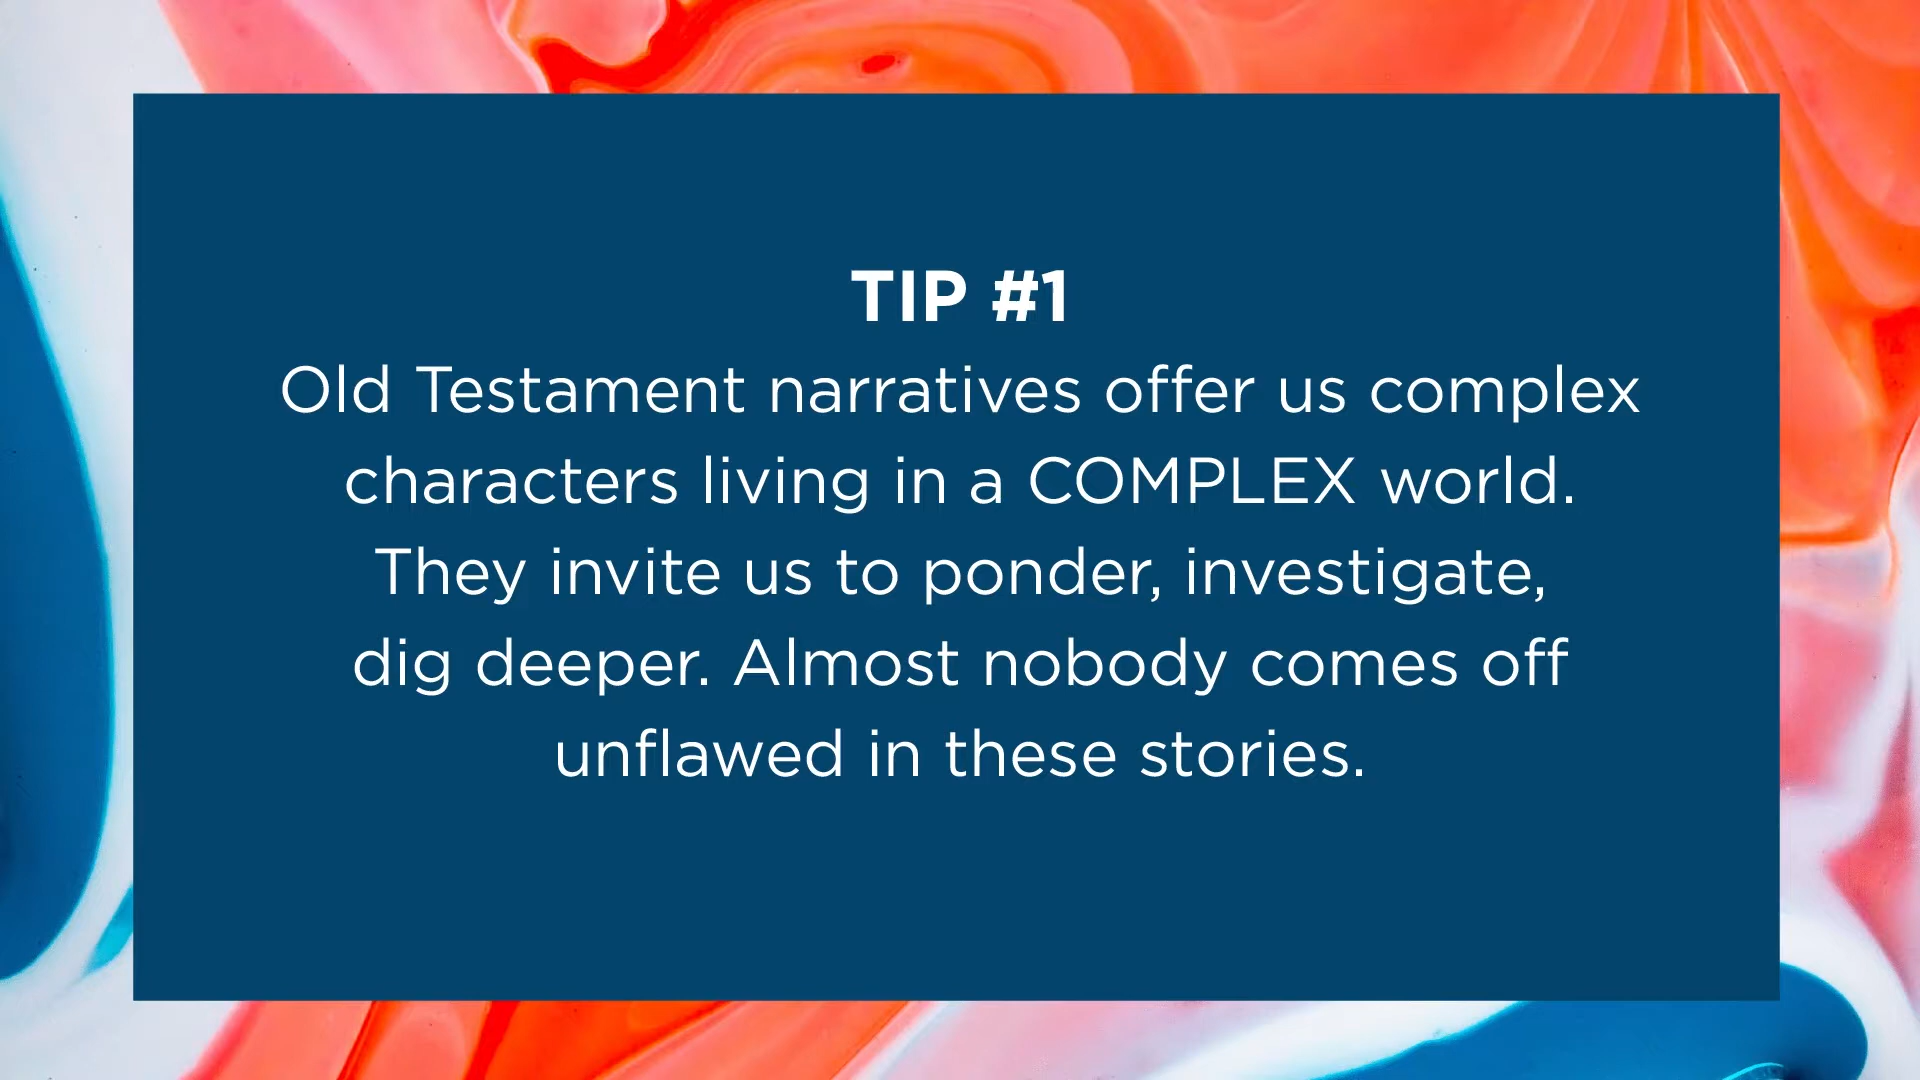 TIP #1
Old Testament narratives offer us complex
characters living in a COMPLEX world.
They invite us to ponder, investigate,
dig deeper. Almost nobody comes off
unflawed in these stories.